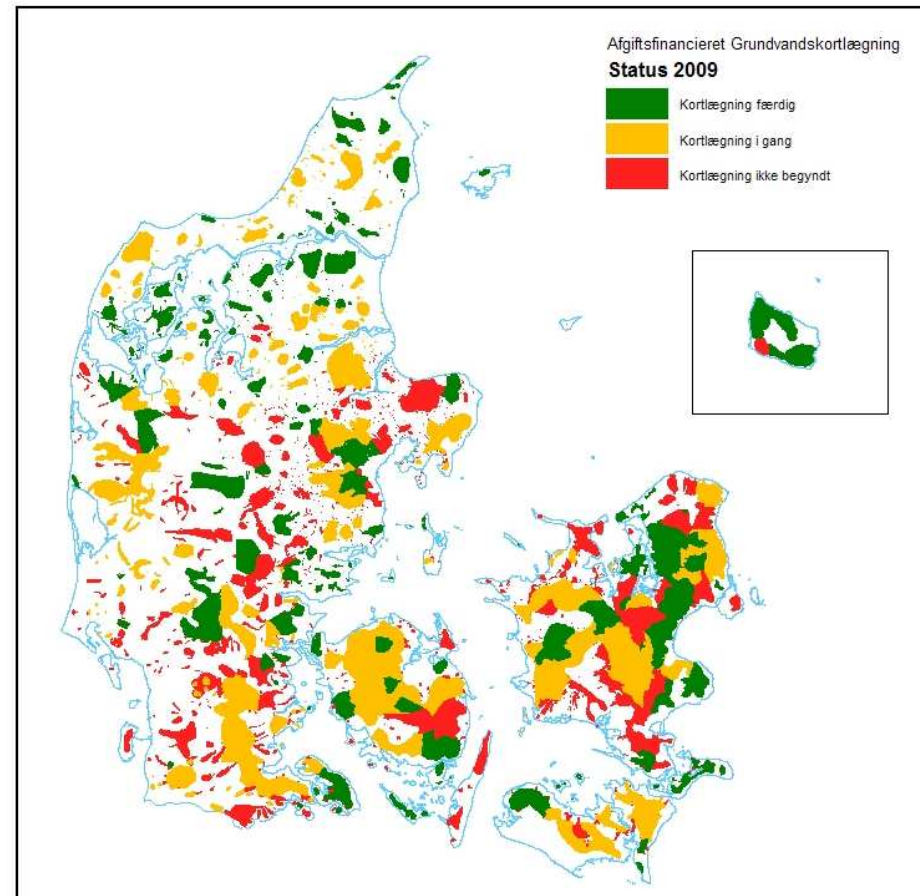 Afgiftsfinancieret Grundvandskortlægning
Status 2009
Kortlægning færdig
Kortlægning i gang
Kortlægning ikke begyndt